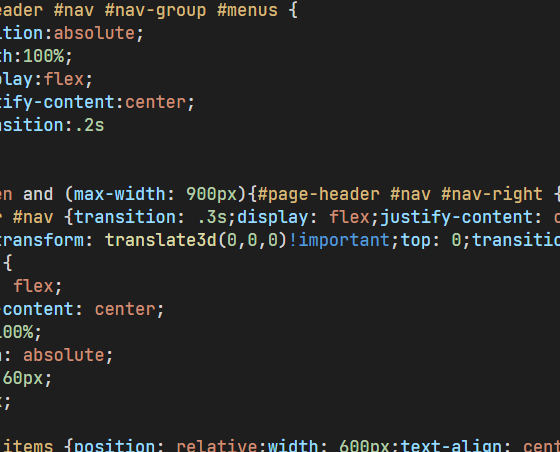 eader #nav #nav-group #menus {
ition:absolute;
th:100%;
play:flex;
tify-content:center;
nsition:.2s
en and (max-width: 900px){#page-header #nav #nav-right {
r #nav {transition: .3s;display: flex;justify-content: c
transform: translate3d(0,0,0)!important;top: 0;transitio
{
flex;
-content: center;
100%;
n: absolute;
60px;
x;
items {position: relative;width: 600px;text-align: cent